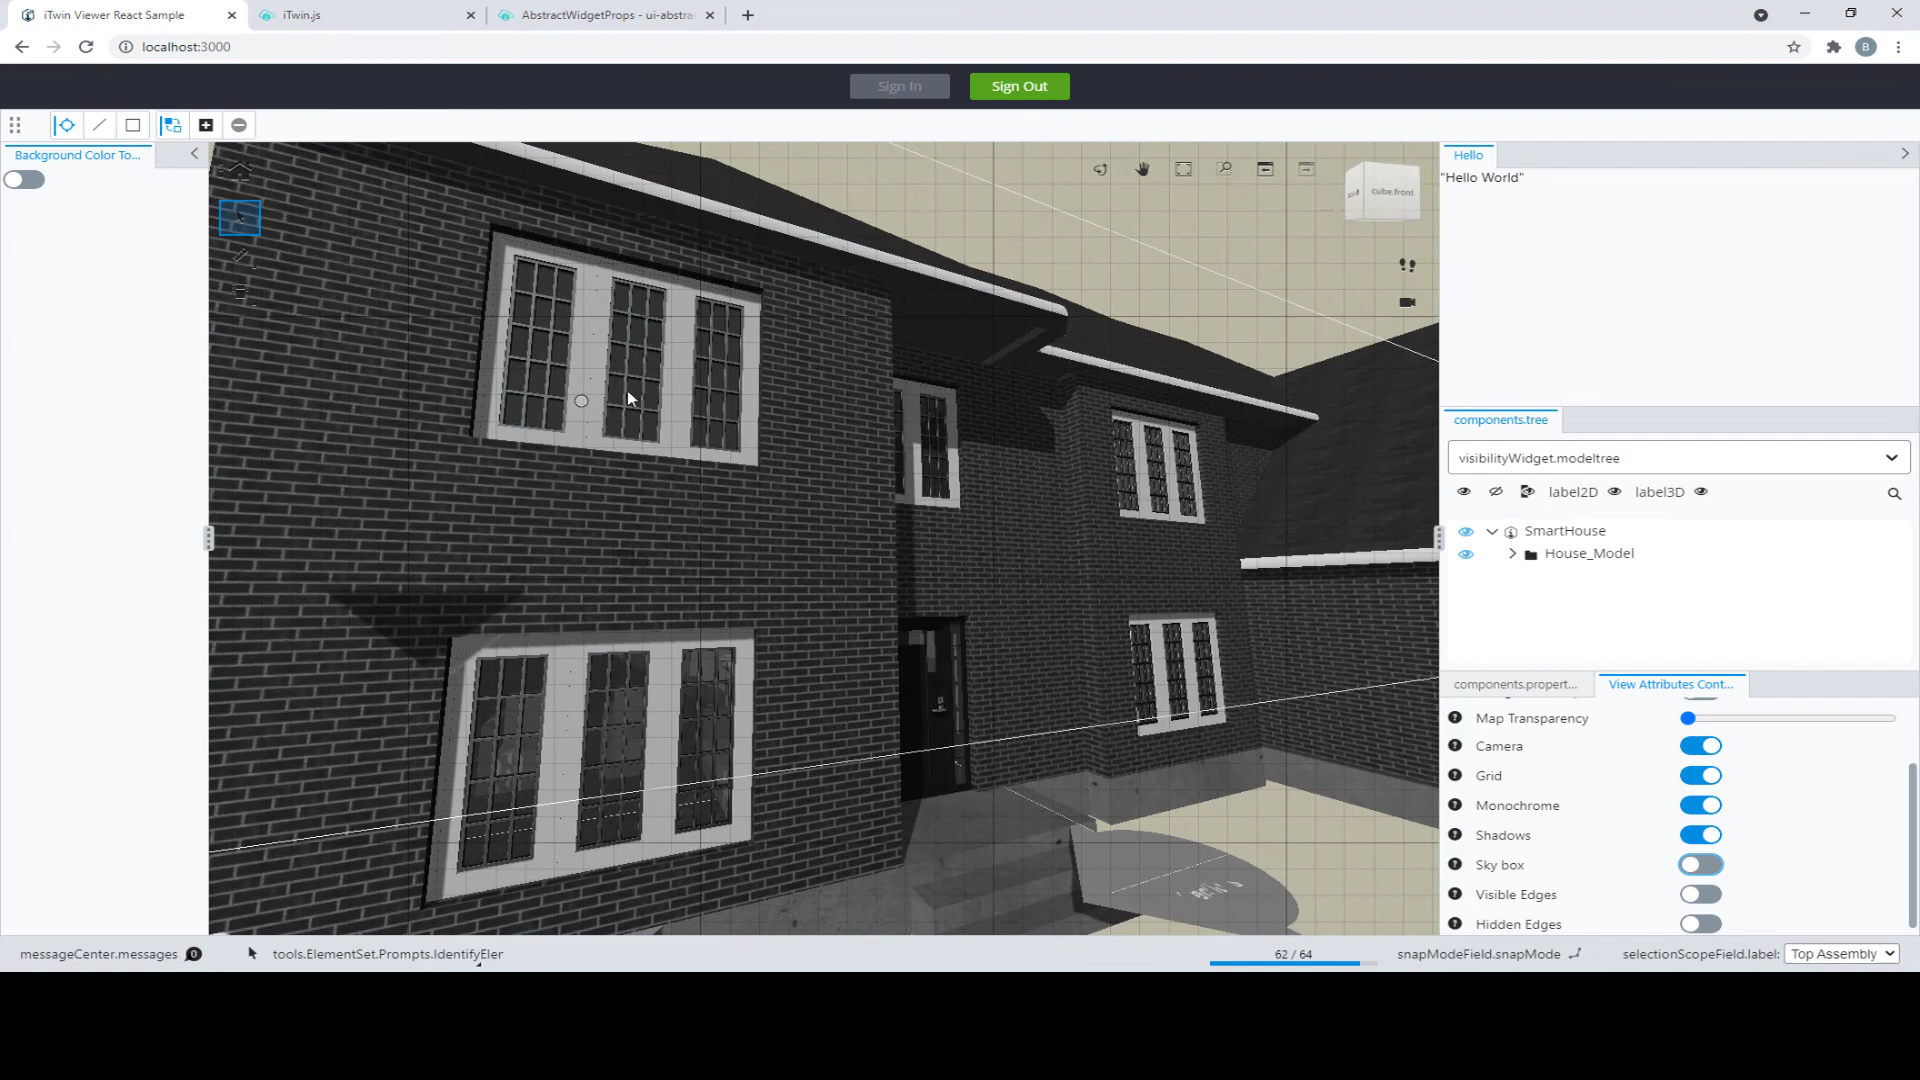 iTwin Viewer React Sample
iTwin.js
AbstractWidgetProps - ui-abstra
localhost:3000
B
Sign In
Sign Out
Background Color To...
Hello
"Hello World"
cube.front
components.tree
visibilityWidget.modeltree
label2D
label3D
SmartHouse
House_Model
components.propert...
View Attributes Cont...
Map Transparency
Camera
Grid
Monochrome
Shadows
Sky box
Visible Edges
Hidden Edges
messageCenter.messages 0
tools.ElementSet.Prompts.IdentifyEler
62 / 64
snapModeField.snapMode
selectionScopeField.label: Top Assembly